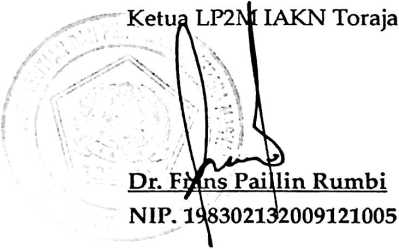 Ketua LP2M IAKN Toraja
Dr. Frans Paillin Rumbi
NIP. 198302132009121005